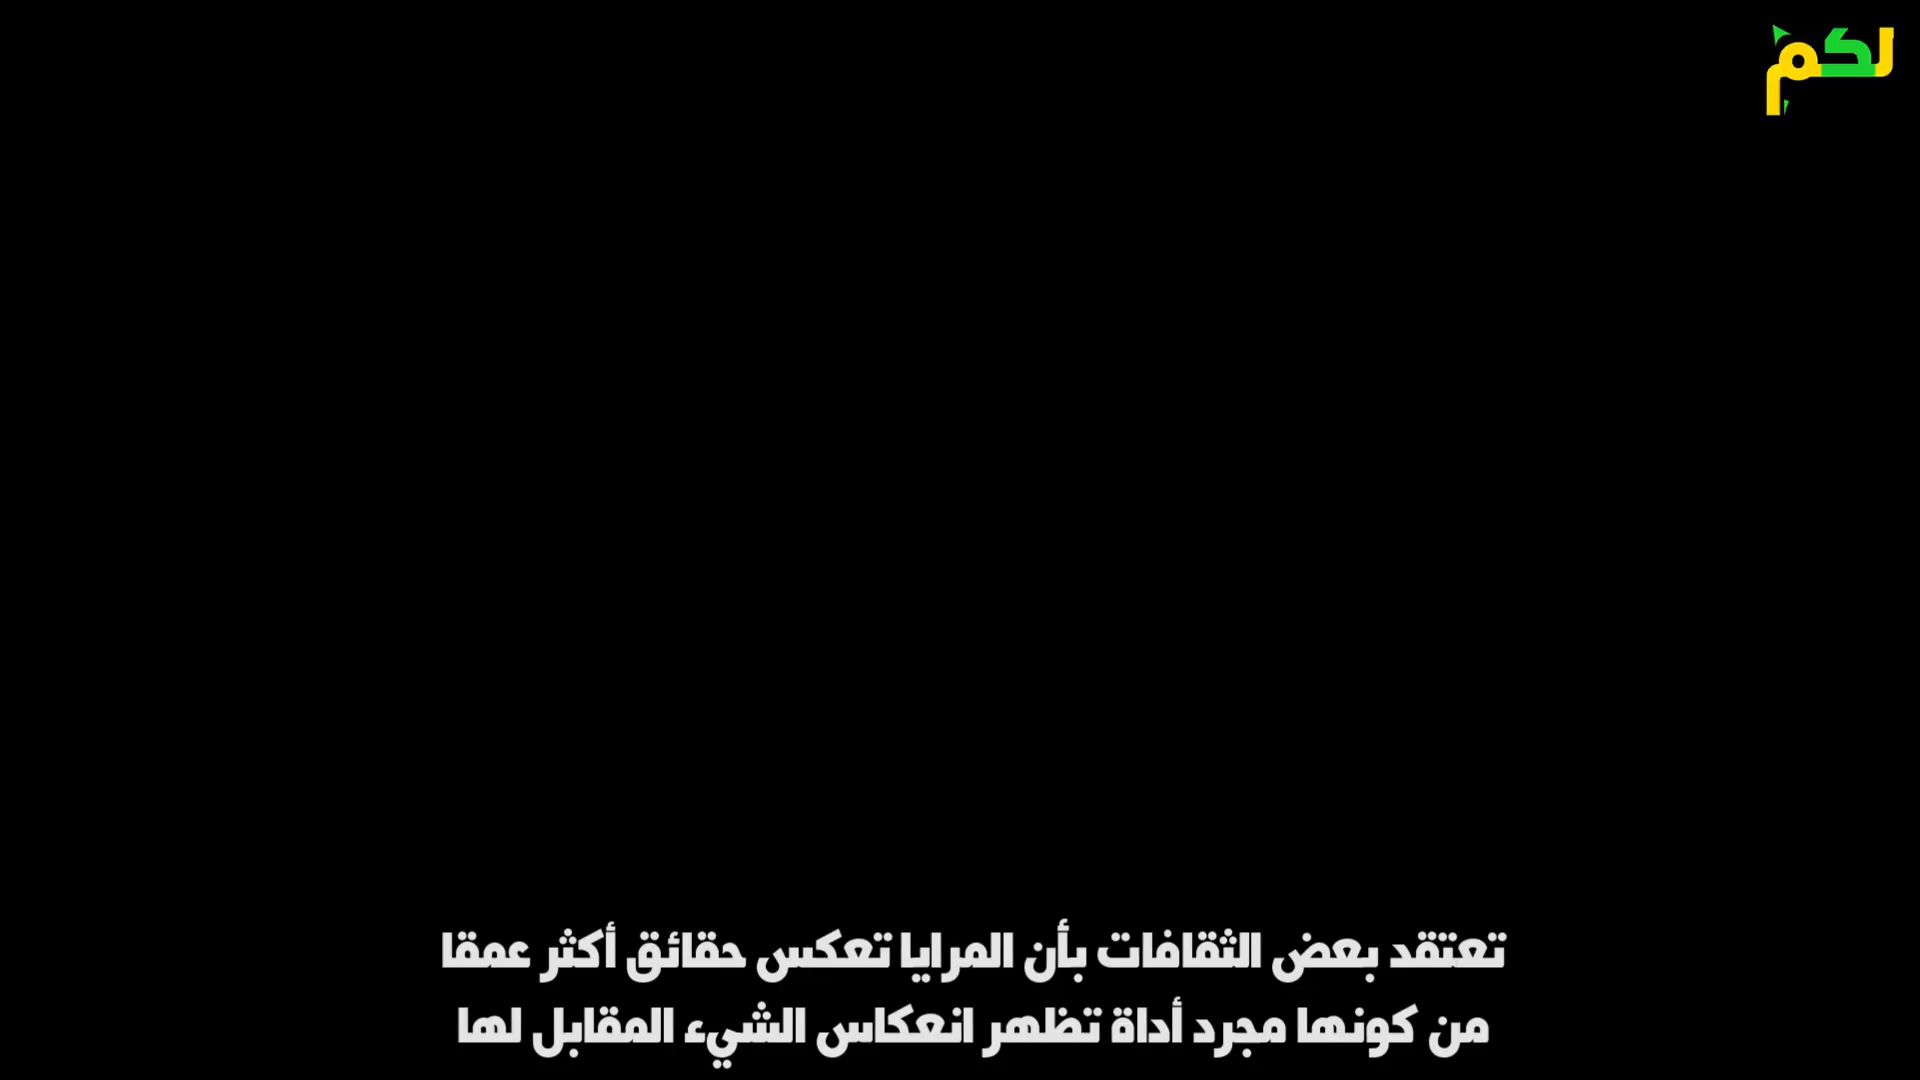 لكم
تعتقد بعض الثقافات بأن المرايا تعكس حقائق أكثر عمقا
من كونها مجرد أداة تظهر انعكاس الشيء المقابل لها